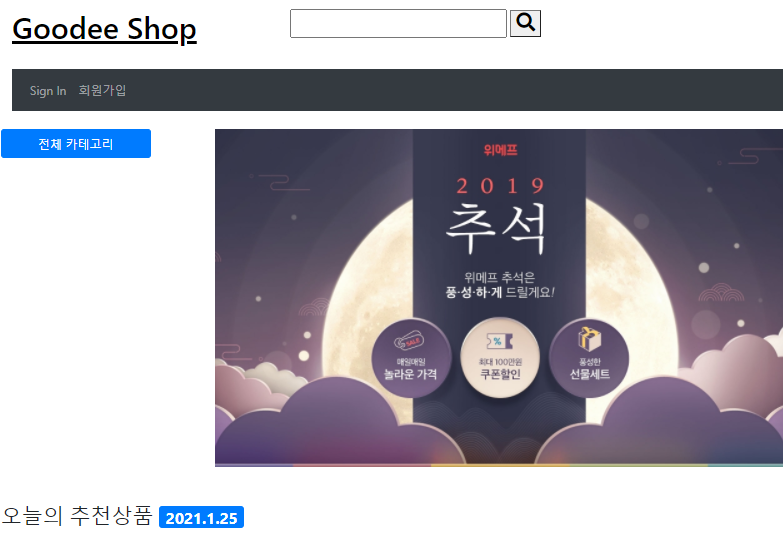 Goodee Shop
Sign In 회원가입
전체 카테고리
위메프
2019
추석
위메프 추석은
풍·성·하·게 드릴게요!
SALE
매일매일
놀라운 가격
%
최대 100만원
쿠폰할인
풍성한
선물세트
오늘의 추천상품 2021.1.25